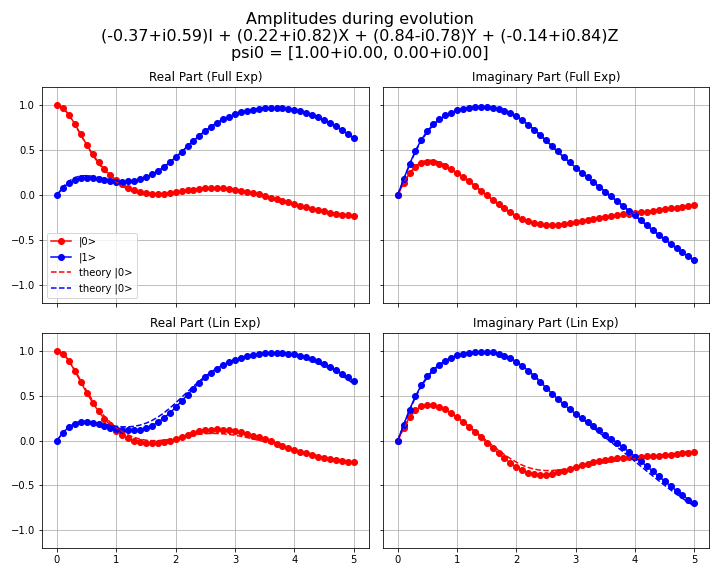 Amplitudes during evolution
(-0.37+i0.59)I + (0.22+i0.82)X + (0.84-i0.78)Y + (-0.14+i0.84)Z
psi0 = [1.00+i0.00, 0.00+i0.00]
Real Part (Full Exp)
Imaginary Part (Full Exp)
1.0
0.5
0.0
−0.5
−1.0
|0>
|1>
theory |0>
theory |0>
Real Part (Lin Exp)
Imaginary Part (Lin Exp)
1.0
0.5
0.0
−0.5
−1.0
0 1 2 3 4 5
0 1 2 3 4 5